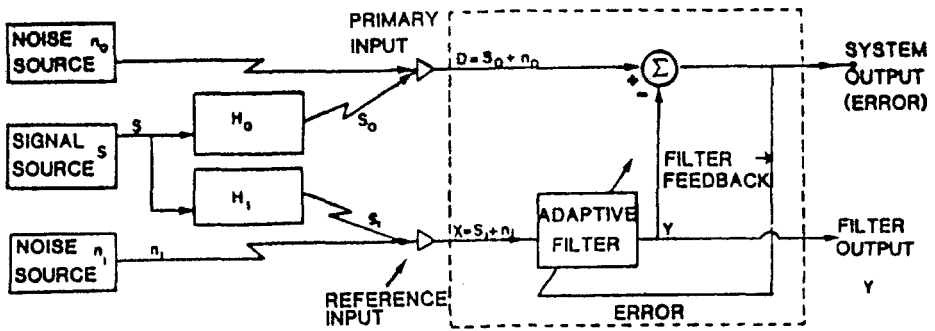 NOISE n₀
SOURCE
PRIMARY
INPUT
D=S₀+n₀
Σ
+
−
SYSTEM
OUTPUT
(ERROR)
SIGNAL
SOURCE S
S
H₀
S₀
H₁
S₁
FILTER
FEEDBACK
ADAPTIVE
FILTER
NOISE n₁
SOURCE
n₁
X=S₁+n₁
Y
FILTER
OUTPUT
Y
REFERENCE
INPUT
ERROR